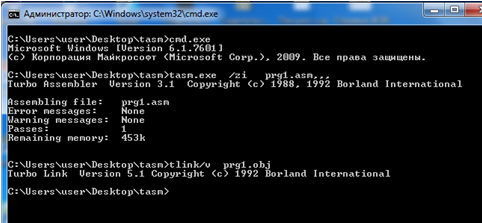 Администратор: C:\Windows\system32\cmd.exe
C:\Users\user\Desktop\tasm>cmd.exe
Microsoft Windows [Version 6.1.7601]
(c) Корпорация Майкрософт (Microsoft Corp.), 2009. Все права защищены.
C:\Users\user\Desktop\tasm>tasm.exe  /zi   prg1.asm,,,
Turbo Assembler  Version 3.1  Copyright (c) 1988, 1992 Borland International
Assembling file:   prg1.asm
Error messages:    None
Warning messages:  None
Passes:            1
Remaining memory:  453k
C:\Users\user\Desktop\tasm>tlink/v  prg1.obj
Turbo Link  Version 5.1 Copyright (c) 1992 Borland International
C:\Users\user\Desktop\tasm>